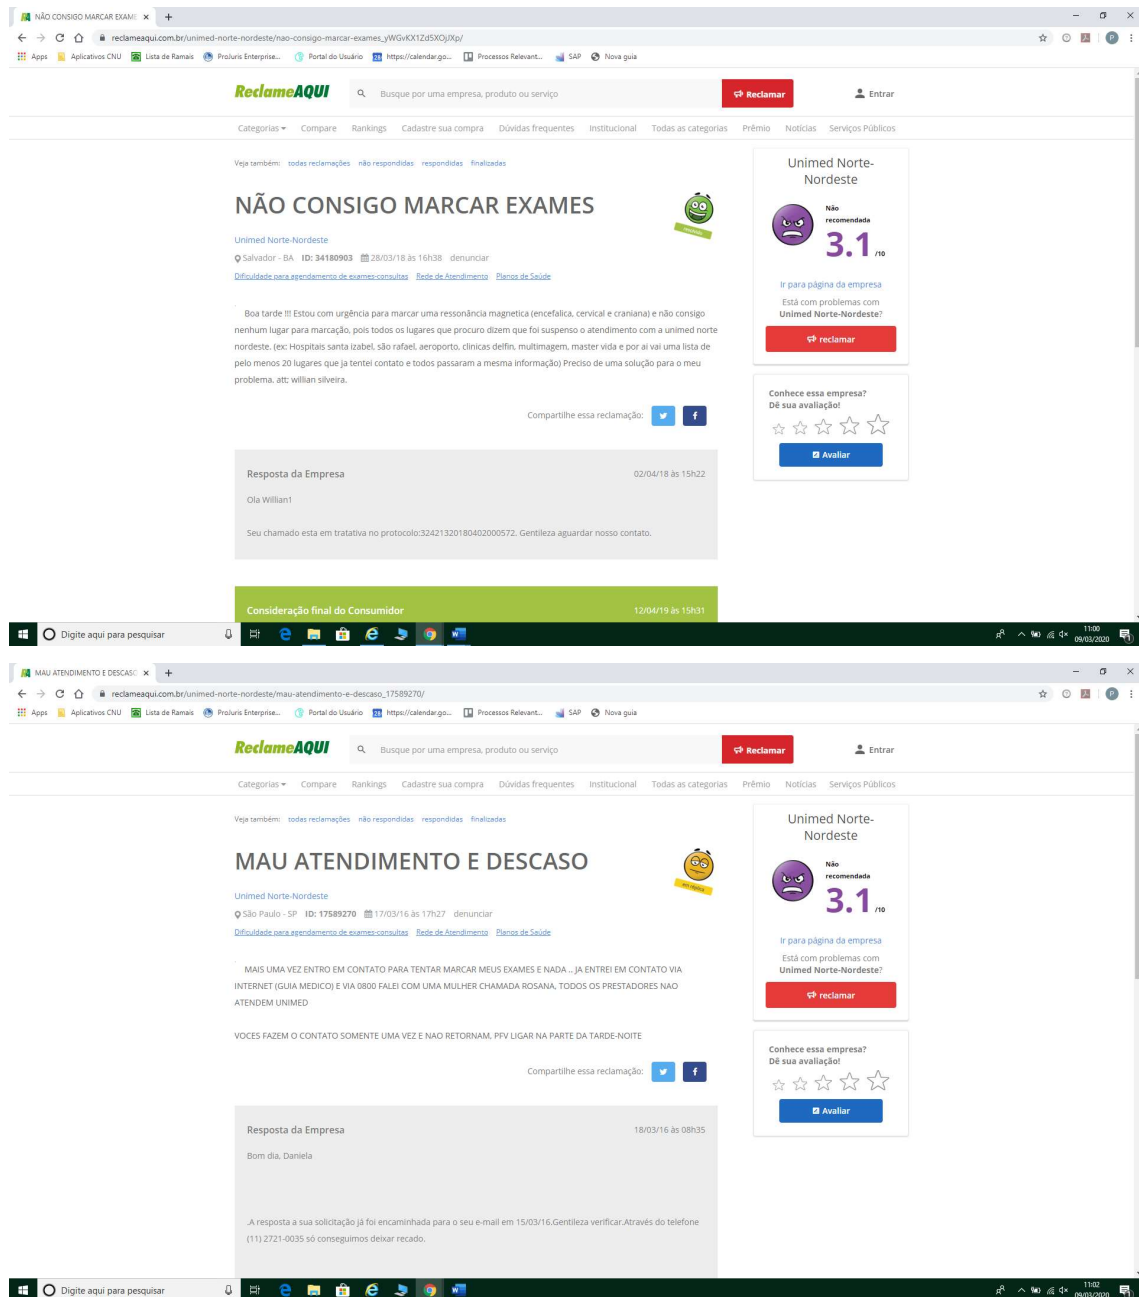 NÃO CONSIGO MARCAR EXAME
reclameaqui.com.br/unimed-norte-nordeste/nao-consigo-marcar-exames_yWGvKX1Zd5XOjJXp/
Apps Aplicativos CNU Lista de Ramais ProJuris Enterprise... Portal do Usuário https://calendar.go... Processos Relevant... SAP Nova guia
ReclameAQUI Busque por uma empresa, produto ou serviço Reclamar Entrar
Categorias Compare Rankings Cadastre sua compra Dúvidas frequentes Institucional Todas as categorias Prêmio Notícias Serviços Públicos
Veja também: todas reclamações não respondidas respondidas finalizadas
NÃO CONSIGO MARCAR EXAMES
Unimed Norte-Nordeste
Salvador - BA ID: 34180903 28/03/18 às 16h38 denunciar
Dificuldade para agendamento de exames-consultas Rede de Atendimento Planos de Saúde
Boa tarde !!! Estou com urgência para marcar uma ressonância magnetica (encefalica, cervical e craniana) e não consigo
nenhum lugar para marcação, pois todos os lugares que procuro dizem que foi suspenso o atendimento com a unimed norte
nordeste. (ex: Hospitais santa izabel, são rafael, aeroporto, clinicas delfin, multimagem, master vida e por ai vai uma lista de
pelo menos 20 lugares que ja tentei contato e todos passaram a mesma informação) Preciso de uma solução para o meu
problema. att: willian silveira.
Compartilhe essa reclamação:
Resposta da Empresa 02/04/18 às 15h22
Ola Willian1
Seu chamado esta em tratativa no protocolo:32421320180402000572. Gentileza aguardar nosso contato.
Consideração final do Consumidor 12/04/19 às 15h31
Unimed Norte-
Nordeste
Não
recomendada
3.1 /10
Ir para página da empresa
Está com problemas com
Unimed Norte-Nordeste?
reclamar
Conhece essa empresa?
Dê sua avaliação!
Avaliar
Digite aqui para pesquisar
11:00
09/03/2020
MAU ATENDIMENTO E DESCASO
reclameaqui.com.br/unimed-norte-nordeste/mau-atendimento-e-descaso_17589270/
Apps Aplicativos CNU Lista de Ramais ProJuris Enterprise... Portal do Usuário https://calendar.go... Processos Relevant... SAP Nova guia
ReclameAQUI Busque por uma empresa, produto ou serviço Reclamar Entrar
Categorias Compare Rankings Cadastre sua compra Dúvidas frequentes Institucional Todas as categorias Prêmio Notícias Serviços Públicos
Veja também: todas reclamações não respondidas respondidas finalizadas
MAU ATENDIMENTO E DESCASO
Unimed Norte-Nordeste
São Paulo - SP ID: 17589270 17/03/16 às 17h27 denunciar
Dificuldade para agendamento de exames-consultas Rede de Atendimento Planos de Saúde
MAIS UMA VEZ ENTRO EM CONTATO PARA TENTAR MARCAR MEUS EXAMES E NADA .. JA ENTREI EM CONTATO VIA
INTERNET (GUIA MEDICO) E VIA 0800 FALEI COM UMA MULHER CHAMADA ROSANA, TODOS OS PRESTADORES NAO
ATENDEM UNIMED
VOCES FAZEM O CONTATO SOMENTE UMA VEZ E NAO RETORNAM, PFV LIGAR NA PARTE DA TARDE-NOITE
Compartilhe essa reclamação:
Resposta da Empresa 18/03/16 às 08h35
Bom dia, Daniela
.A resposta a sua solicitação já foi encaminhada para o seu e-mail em 15/03/16.Gentileza verificar.Através do telefone
(11) 2721-0035 só conseguimos deixar recado.
Unimed Norte-
Nordeste
Não
recomendada
3.1 /10
Ir para página da empresa
Está com problemas com
Unimed Norte-Nordeste?
reclamar
Conhece essa empresa?
Dê sua avaliação!
Avaliar
Digite aqui para pesquisar
11:02
09/03/2020